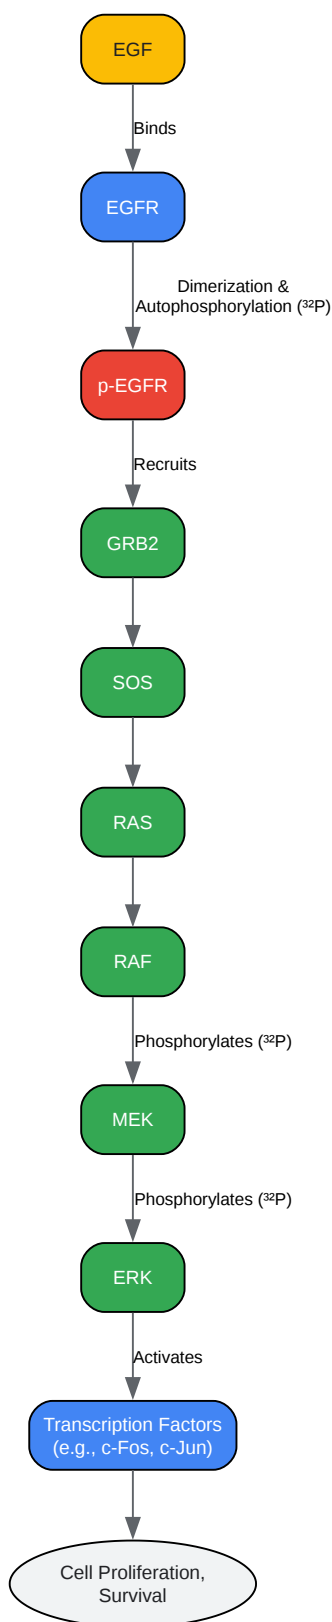 EGF
Binds
EGFR
Dimerization &
Autophosphorylation (³²P)
p-EGFR
Recruits
GRB2
SOS
RAS
RAF
Phosphorylates (³²P)
MEK
Phosphorylates (³²P)
ERK
Activates
Transcription Factors
(e.g., c-Fos, c-Jun)
Cell Proliferation,
Survival